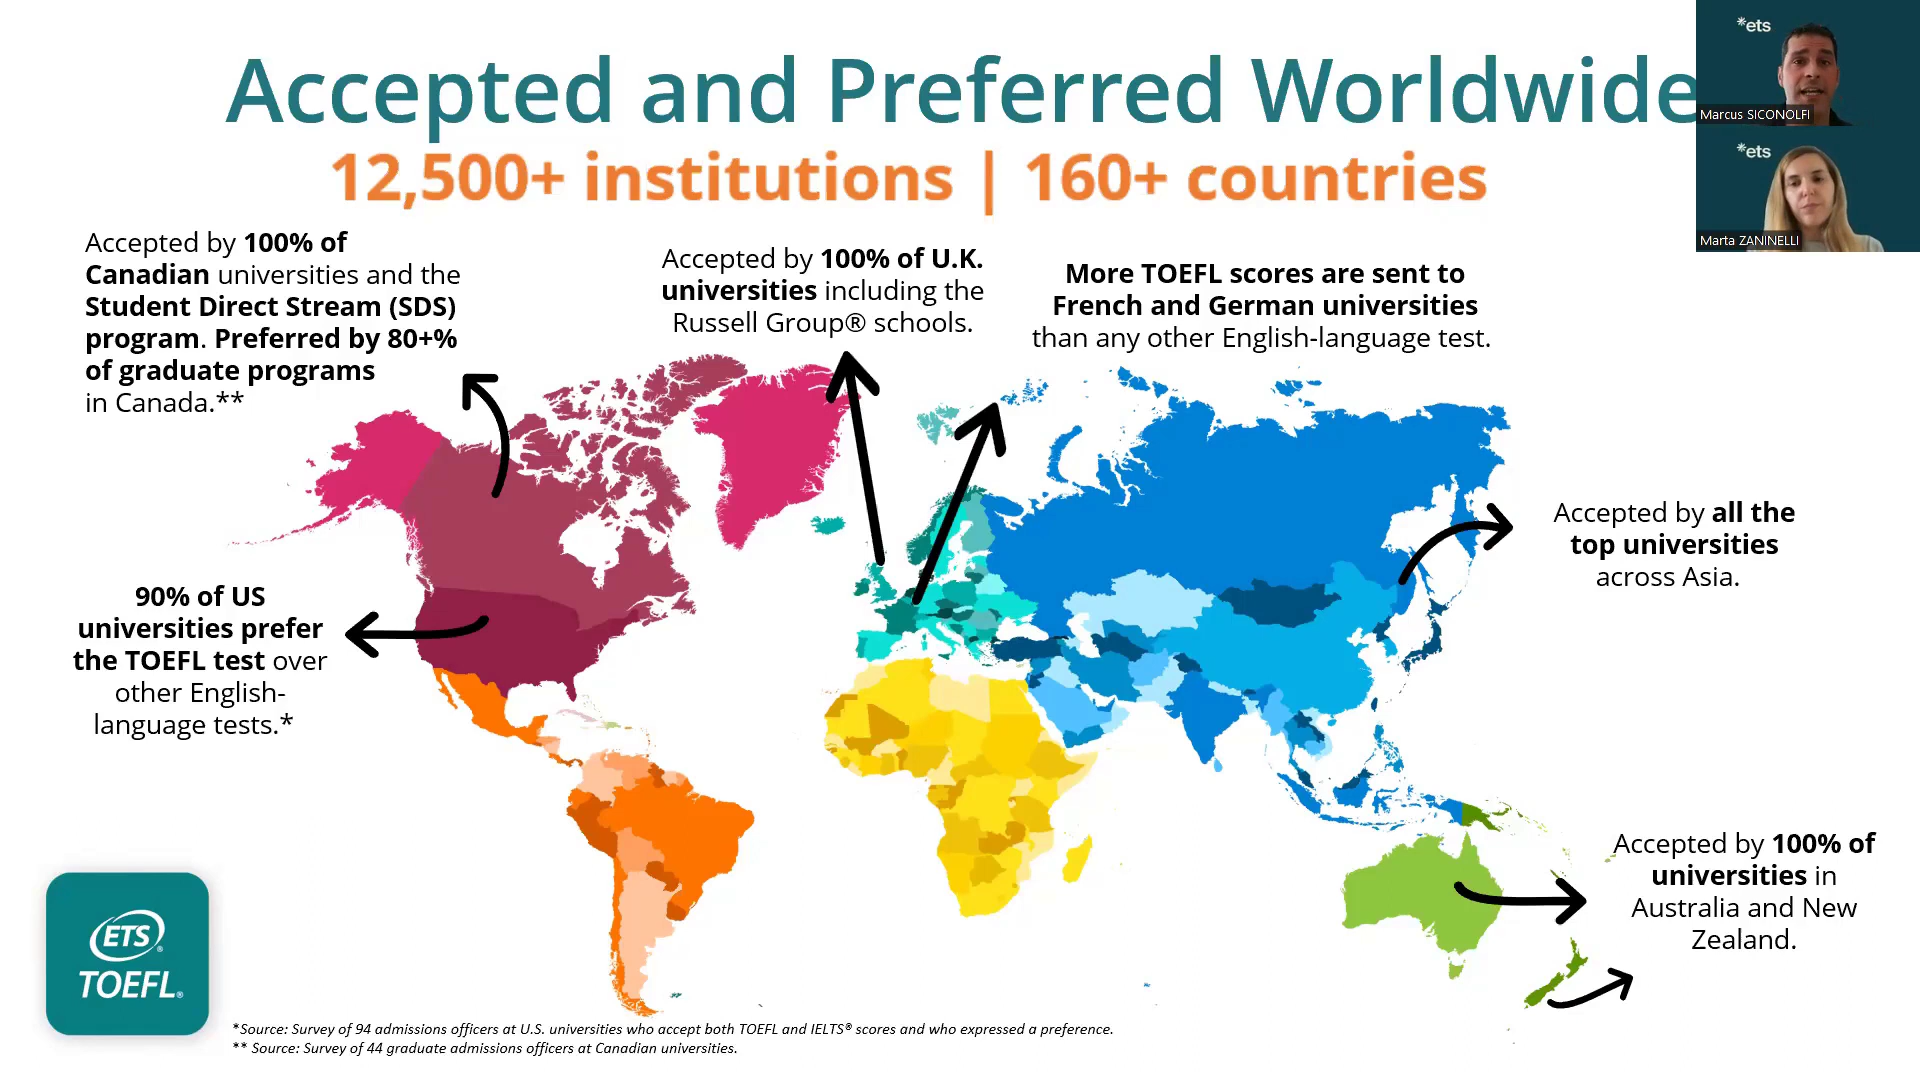 Accepted and Preferred Worldwide
12,500+ institutions | 160+ countries
*ets
Marcus SICONOLFI
*ets
Marta ZANINELLI
Accepted by 100% of
Canadian universities and the
Student Direct Stream (SDS)
program. Preferred by 80+%
of graduate programs
in Canada.**
Accepted by 100% of U.K.
universities including the
Russell Group® schools.
More TOEFL scores are sent to
French and German universities
than any other English-language test.
90% of US
universities prefer
the TOEFL test over
other English-
language tests.*
Accepted by all the
top universities
across Asia.
Accepted by 100% of
universities in
Australia and New
Zealand.
ETS®
TOEFL®
*Source: Survey of 94 admissions officers at U.S. universities who accept both TOEFL and IELTS® scores and who expressed a preference.
** Source: Survey of 44 graduate admissions officers at Canadian universities.